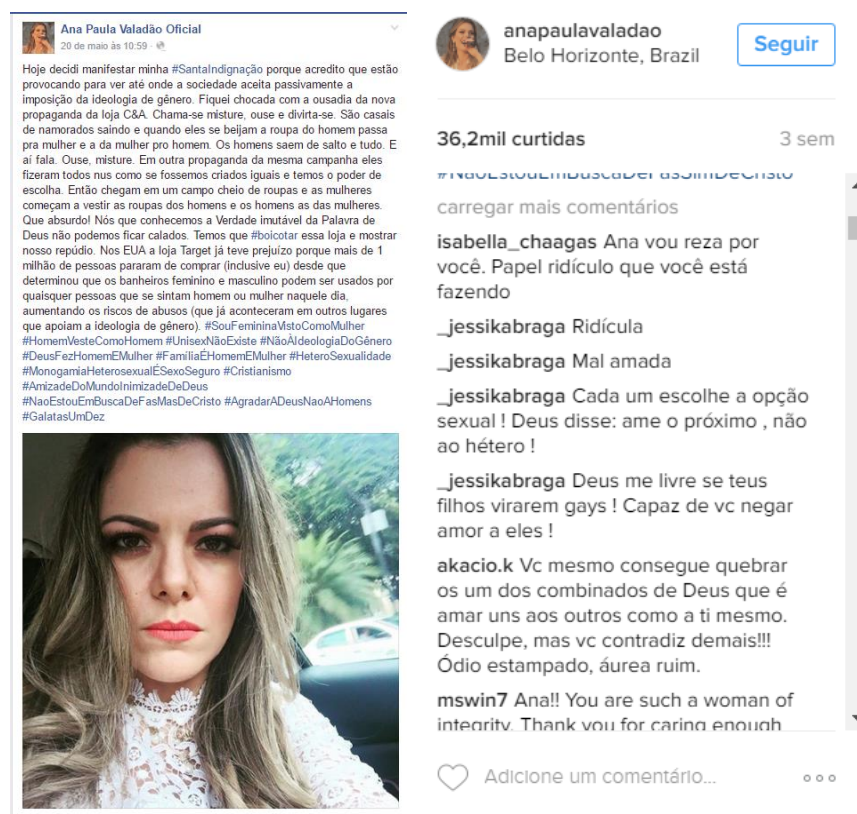 Ana Paula Valadão Oficial
20 de maio às 10:59
Hoje decidi manifestar minha #SantaIndignação porque acredito que estão
provocando para ver até onde a sociedade aceita passivamente a
imposição da ideologia de gênero. Fiquei chocada com a ousadia da nova
propaganda da loja C&A. Chama-se misture, ouse e divirta-se. São casais
de namorados saindo e quando eles se beijam a roupa do homem passa
pra mulher e a da mulher pro homem. Os homens saem de salto e tudo. E
aí fala. Ouse, misture. Em outra propaganda da mesma campanha eles
fizeram todos nus como se fossemos criados iguais e temos o poder de
escolha. Então chegam em um campo cheio de roupas e as mulheres
começam a vestir as roupas dos homens e os homens as das mulheres.
Que absurdo! Nós que conhecemos a Verdade imutável da Palavra de
Deus não podemos ficar calados. Temos que #boicotar essa loja e mostrar
nosso repúdio. Nos EUA a loja Target já teve prejuízo porque mais de 1
milhão de pessoas pararam de comprar (inclusive eu) desde que
determinou que os banheiros feminino e masculino podem ser usados por
quaisquer pessoas que se sintam homem ou mulher naquele dia,
aumentando os riscos de abusos (que já aconteceram em outros lugares
que apoiam a ideologia de gênero). #SouFemininaVistoComoMulher
#HomemVesteComoHomem #UnisexNãoExiste #NãoÀIdeologiaDoGênero
#DeusFezHomemEMulher #FamíliaÉHomemEMulher #HeteroSexualidade
#MonogamiaHeterosexualÉSexoSeguro #Cristianismo
#AmizadeDoMundoInimizadeDeDeus
#NaoEstouEmBuscaDeFasMasDeCristo #AgradarADeusNaoAHomens
#GalatasUmDez
anapaulavaladao
Belo Horizonte, Brazil
Seguir
36,2mil curtidas
3 sem
#NaoEstouEmBuscaDeFasSimDeCristo
carregar mais comentários
isabella_chaagas Ana vou reza por
você. Papel ridículo que você está
fazendo
_jessikabraga Ridícula
_jessikabraga Mal amada
_jessikabraga Cada um escolhe a opção
sexual ! Deus disse: ame o próximo , não
ao hétero !
_jessikabraga Deus me livre se teus
filhos virarem gays ! Capaz de vc negar
amor a eles !
akacio.k Vc mesmo consegue quebrar
os um dos combinados de Deus que é
amar uns aos outros como a ti mesmo.
Desculpe, mas vc contradiz demais!!!
Ódio estampado, áurea ruim.
mswin7 Ana!! You are such a woman of
integrity. Thank you for caring enough
Adicione um comentário...